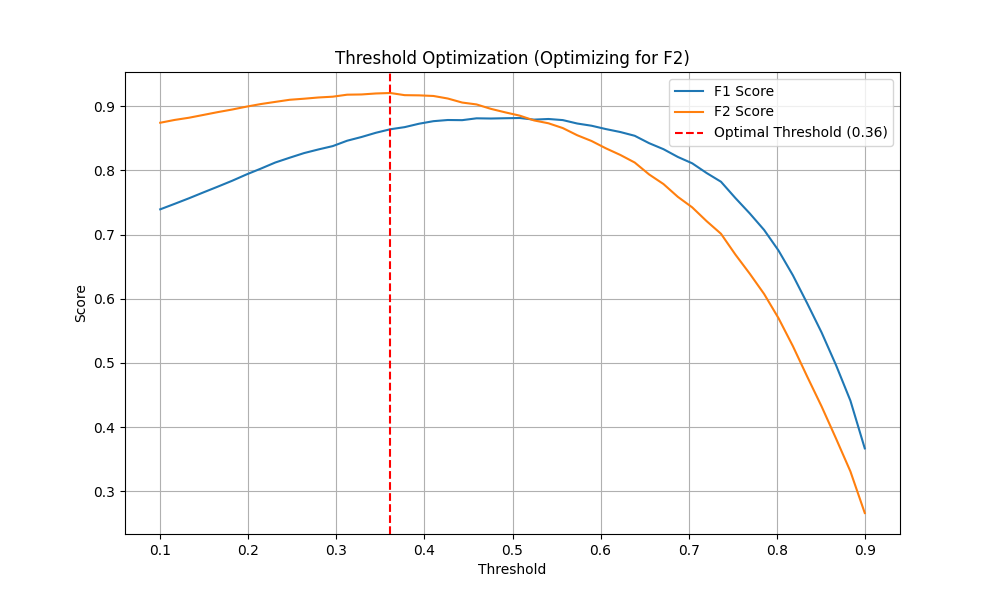 Threshold Optimization (Optimizing for F2)
F1 Score
F2 Score
Optimal Threshold (0.36)
Score
0.9
0.8
0.7
0.6
0.5
0.4
0.3
0.1 0.2 0.3 0.4 0.5 0.6 0.7 0.8 0.9
Threshold